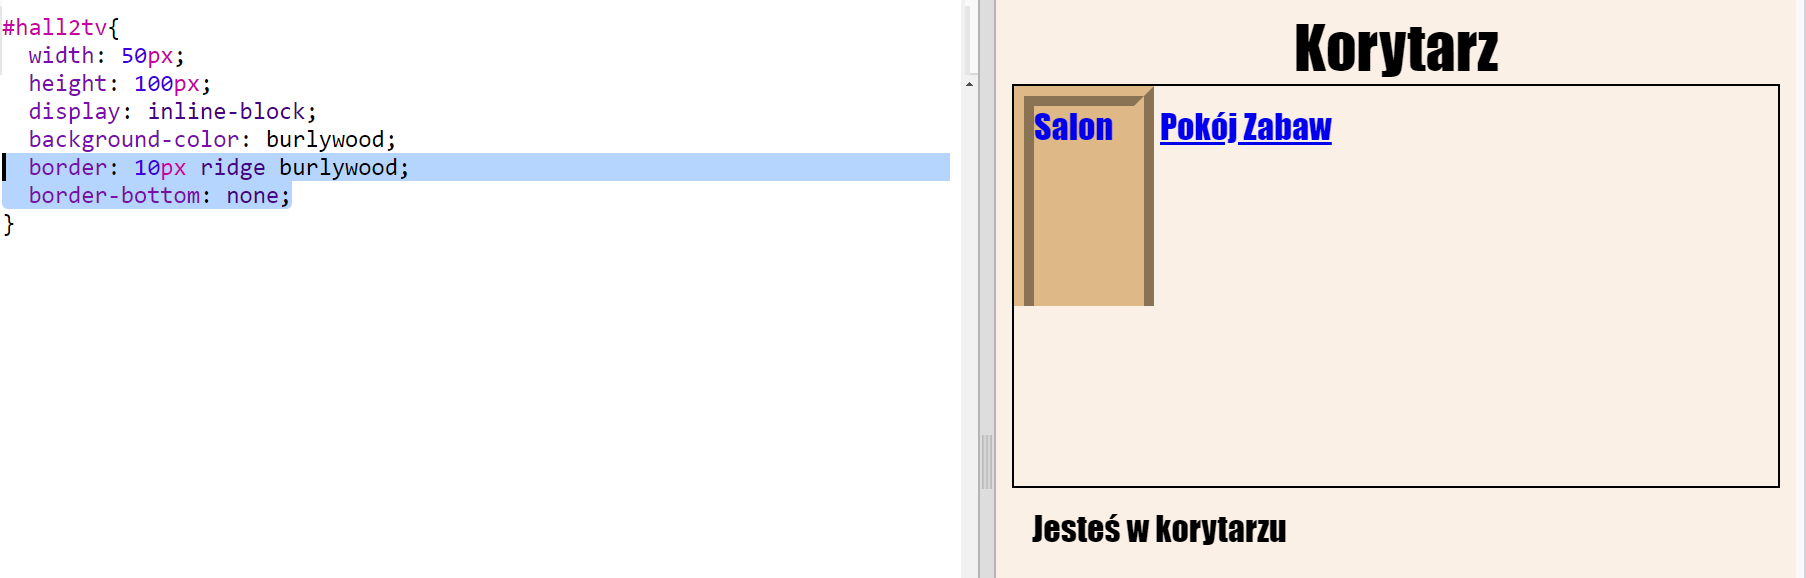 #hall2tv{
  width: 50px;
  height: 100px;
  display: inline-block;
  background-color: burlywood;
  border: 10px ridge burlywood;
  border-bottom: none;
}
Korytarz
Salon Pokój Zabaw
Jesteś w korytarzu